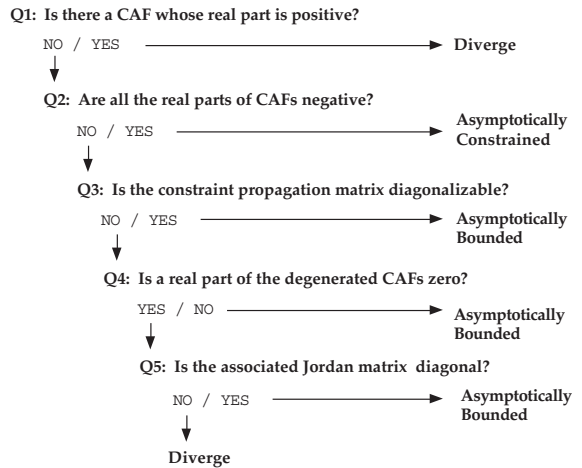 Q1: Is there a CAF whose real part is positive?
NO / YES
Diverge
Q2: Are all the real parts of CAFs negative?
NO / YES
Asymptotically
Constrained
Q3: Is the constraint propagation matrix diagonalizable?
NO / YES
Asymptotically
Bounded
Q4: Is a real part of the degenerated CAFs zero?
YES / NO
Asymptotically
Bounded
Q5: Is the associated Jordan matrix diagonal?
NO / YES
Asymptotically
Bounded
Diverge